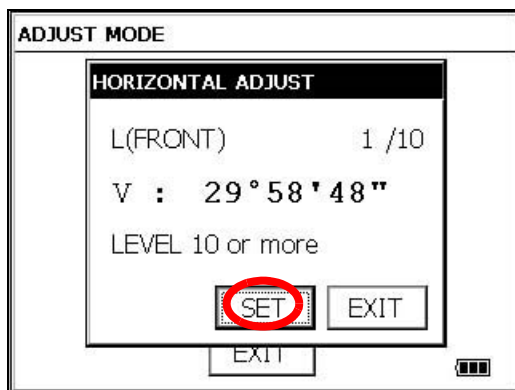 ADJUST MODE
HORIZONTAL ADJUST
L(FRONT) 1 /10
V : 29°58'48"
LEVEL 10 or more
SET EXIT
EXIT